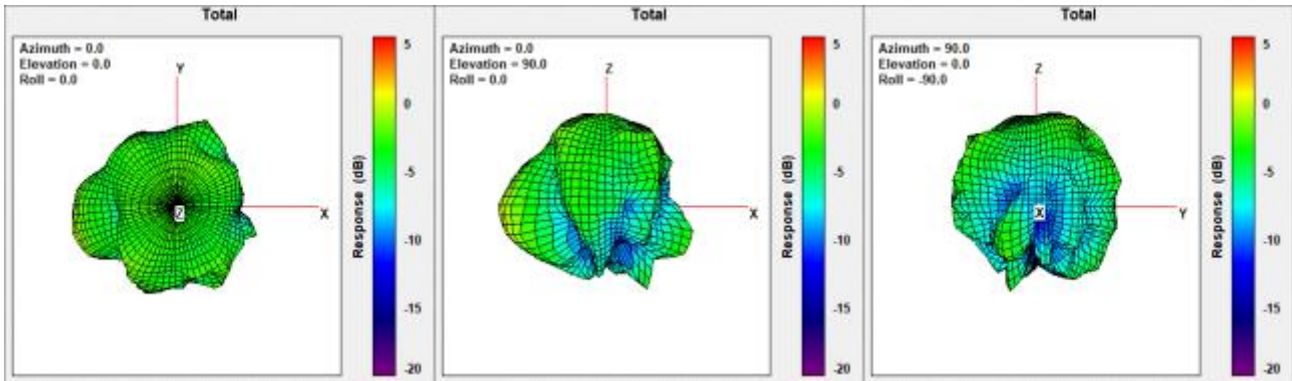 Total
Azimuth = 0.0
Elevation = 0.0
Roll = 0.0
Y
X
Z
5
0
-5
-10
-15
-20
Response (dB)
Total
Azimuth = 0.0
Elevation = 90.0
Roll = 0.0
Z
X
5
0
-5
-10
-15
-20
Response (dB)
Total
Azimuth = 90.0
Elevation = 0.0
Roll = -90.0
Z
X
Y
5
0
-5
-10
-15
-20
Response (dB)